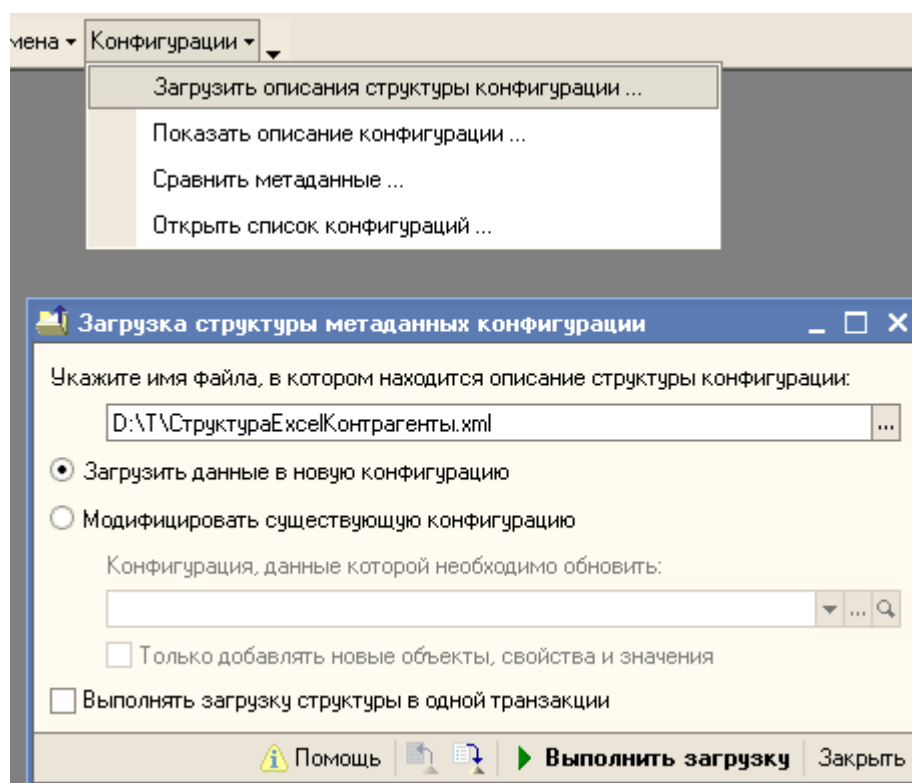 мена Конфигурации
Загрузить описания структуры конфигурации ...
Показать описание конфигурации ...
Сравнить метаданные ...
Открыть список конфигураций ...
Загрузка структуры метаданных конфигурации
Укажите имя файла, в котором находится описание структуры конфигурации:
D:\T\СтруктураExcelКонтрагенты.xml ...
Загрузить данные в новую конфигурацию
Модифицировать существующую конфигурацию
Конфигурация, данные которой необходимо обновить:
...
Только добавлять новые объекты, свойства и значения
Выполнять загрузку структуры в одной транзакции
Помощь Выполнить загрузку Закрыть